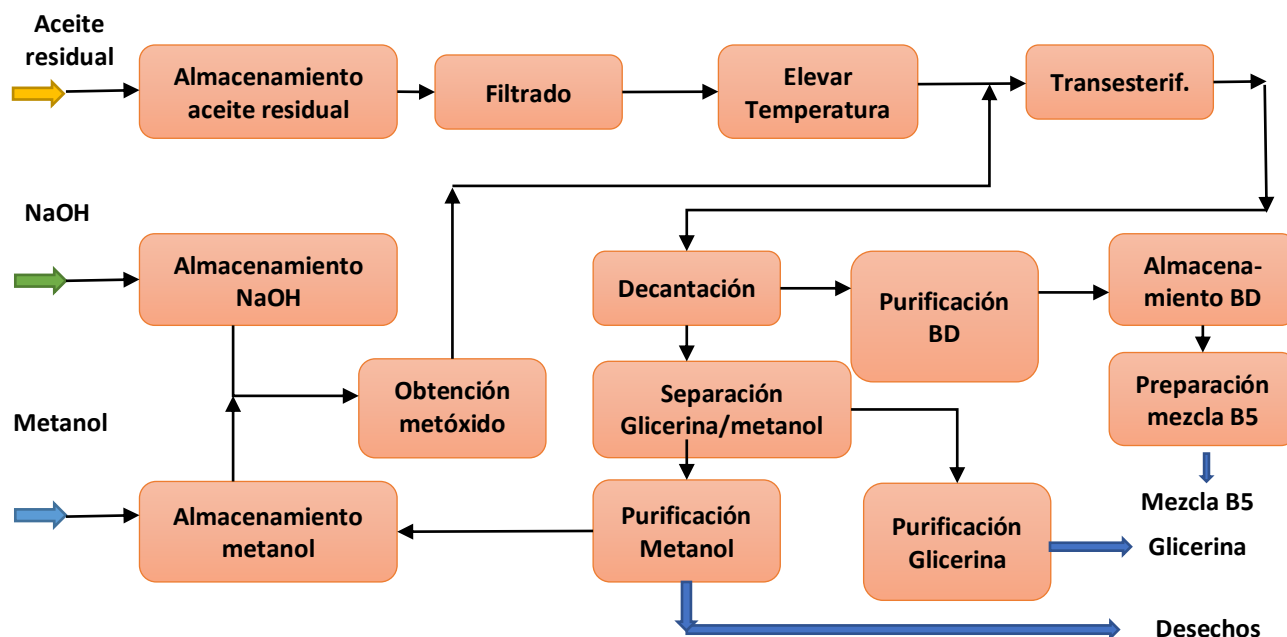 Aceite
residual
Almacenamiento
aceite residual
Filtrado
Elevar
Temperatura
Transesterif.
NaOH
Almacenamiento
NaOH
Decantación
Purificación
BD
Almacena-
miento BD
Obtención
metóxido
Separación
Glicerina/metanol
Preparación
mezcla B5
Metanol
Almacenamiento
metanol
Purificación
Metanol
Purificación
Glicerina
Mezcla B5
Glicerina
Desechos